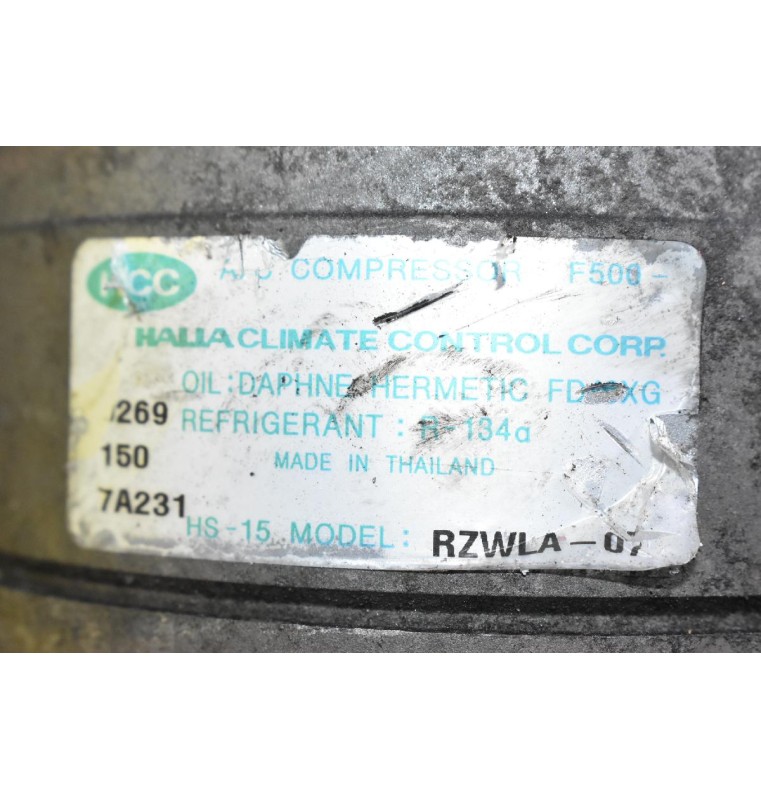 HCC A/C COMPRESSOR F500-
HALLA CLIMATE CONTROL CORP.
OIL: DAPHNE HERMETIC
269 REFRIGERANT : R-134a
150 MADE IN THAILAND
7A231
HS-15 MODEL: RZWLA-07